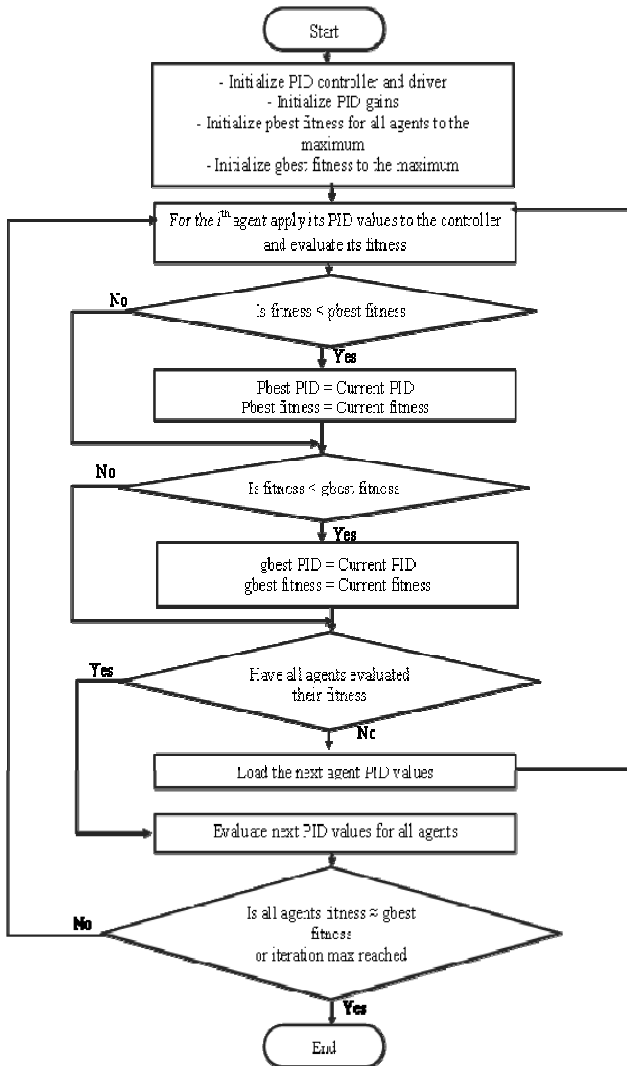 Start
- Initialize PID controller and driver
- Initialize PID gains
- Initialize pbest fitness for all agents to the
maximum
- Initialize gbest fitness to the maximum
For the ith agent apply its PID values to the controller
and evaluate its fitness
No
Is fitness < pbest fitness
Yes
Pbest PID = Current PID
Pbest fitness = Current fitness
No
Is fitness < gbest fitness
Yes
gbest PID = Current PID
gbest fitness = Current fitness
Yes
Have all agents evaluated
their fitness
No
Load the next agent PID values
Evaluate next PID values for all agents
No
Is all agents fitness ≈ gbest
fitness
or iteration max reached
Yes
End